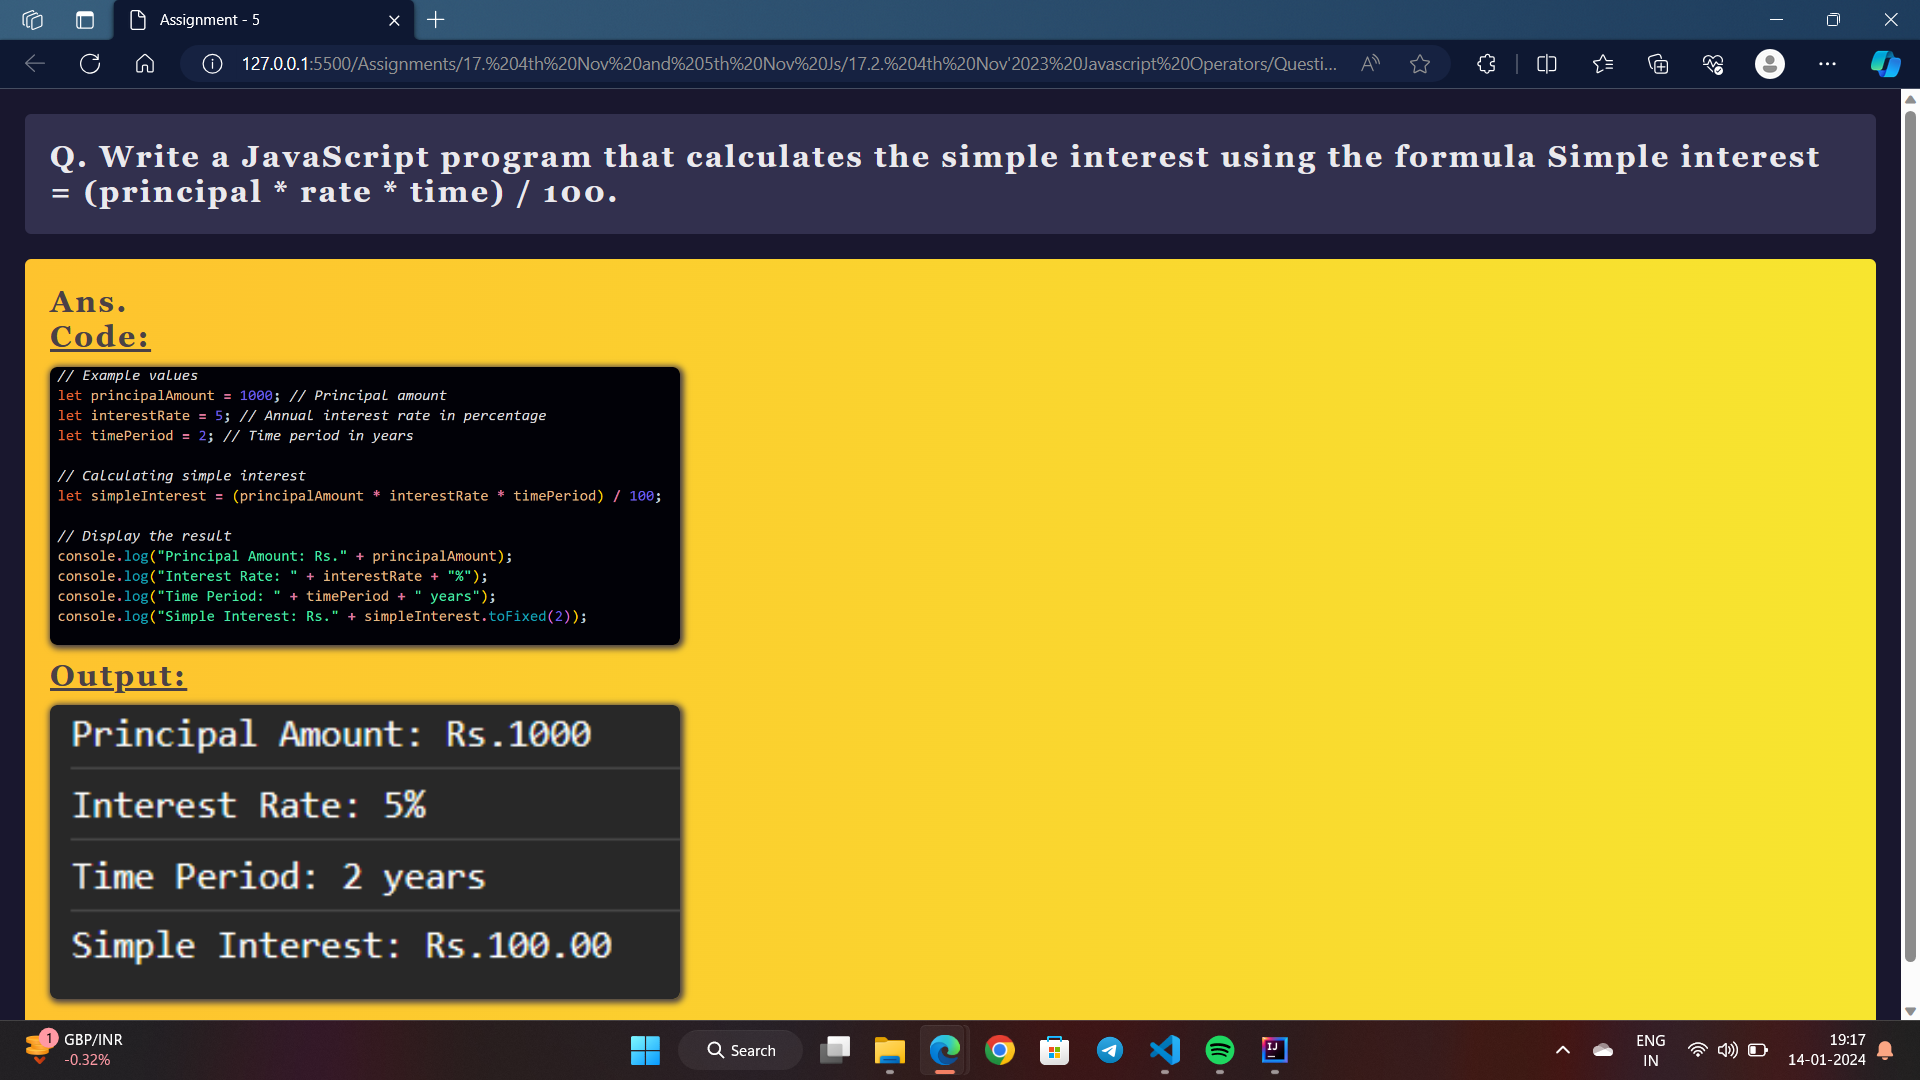 Assignment - 5
127.0.0.1:5500/Assignments/17.%204th%20Nov%20and%205th%20Nov%20Js/17.2.%204th%20Nov'2023%20Javascript%20Operators/Questi...
Q. Write a JavaScript program that calculates the simple interest using the formula Simple interest
= (principal * rate * time) / 100.
Ans.
Code:
// Example values
let principalAmount = 1000; // Principal amount
let interestRate = 5; // Annual interest rate in percentage
let timePeriod = 2; // Time period in years
// Calculating simple interest
let simpleInterest = (principalAmount * interestRate * timePeriod) / 100;
// Display the result
console.log("Principal Amount: Rs." + principalAmount);
console.log("Interest Rate: " + interestRate + "%");
console.log("Time Period: " + timePeriod + " years");
console.log("Simple Interest: Rs." + simpleInterest.toFixed(2));
Output:
Principal Amount: Rs.1000
Interest Rate: 5%
Time Period: 2 years
Simple Interest: Rs.100.00
1
GBP/INR
-0.32%
Search
IJ
ENG
IN
19:17
14-01-2024